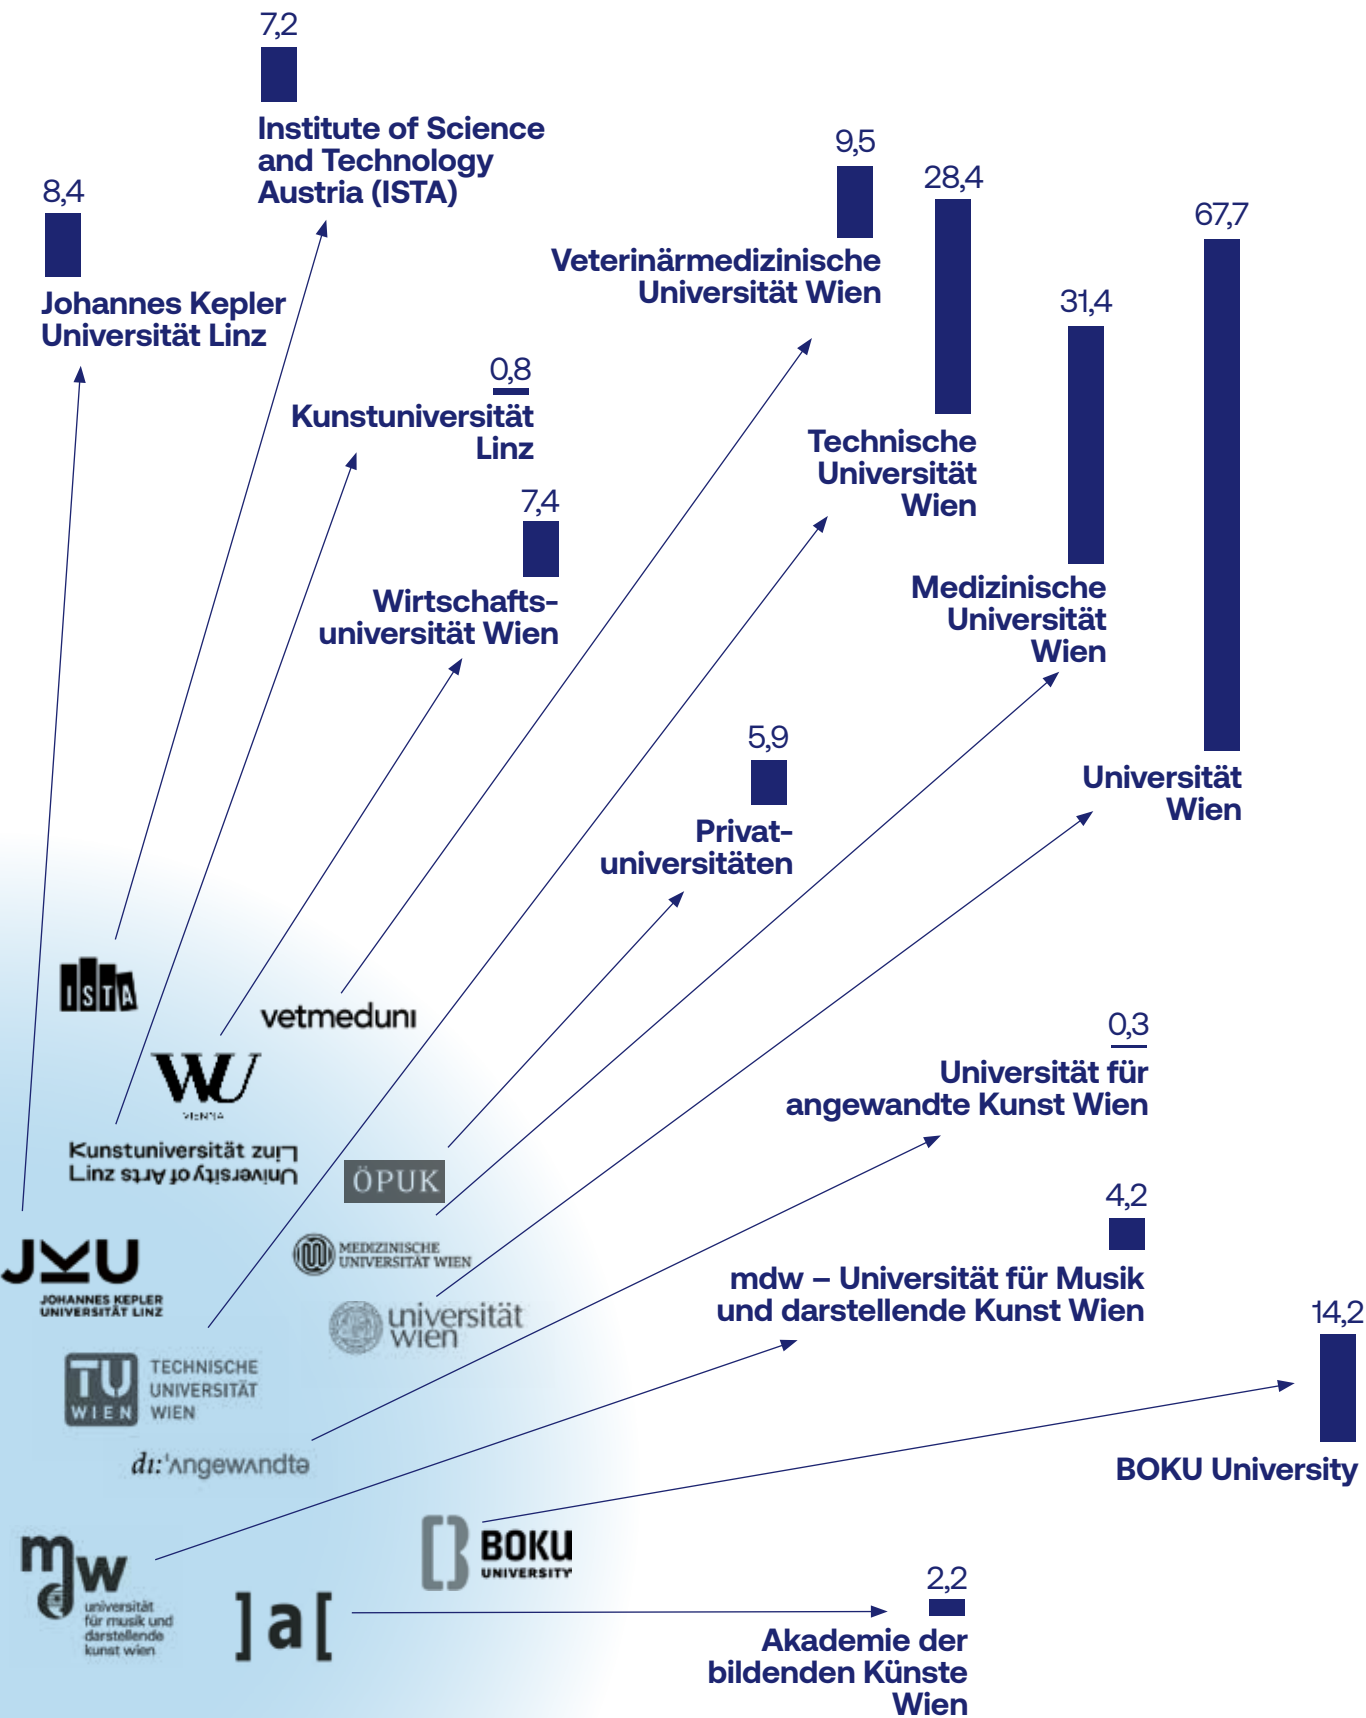 7,2
Institute of Science
and Technology
Austria (ISTA)
8,4
Johannes Kepler
Universität Linz
9,5
Veterinärmedizinische
Universität Wien
28,4
Technische
Universität
Wien
67,7
Universität
Wien
31,4
Medizinische
Universität
Wien
0,8
Kunstuniversität
Linz
7,4
Wirtschafts-
universität Wien
5,9
Privat-
universitäten
0,3
Universität für
angewandte Kunst Wien
4,2
mdw – Universität für Musik
und darstellende Kunst Wien
14,2
BOKU University
2,2
Akademie der
bildenden Künste
Wien
ISTA
vetmeduni
WU
VIENNA
Kunstuniversität Linz
University of Arts Linz
ÖPUK
JKU
JOHANNES KEPLER
UNIVERSITÄT LINZ
MEDIZINISCHE
UNIVERSITÄT WIEN
universität
wien
TU
WIEN
TECHNISCHE
UNIVERSITÄT
WIEN
dı:'ʌngewʌndtə
mdw
universität
für musik und
darstellende
kunst wien
]a[
BOKU
UNIVERSITY